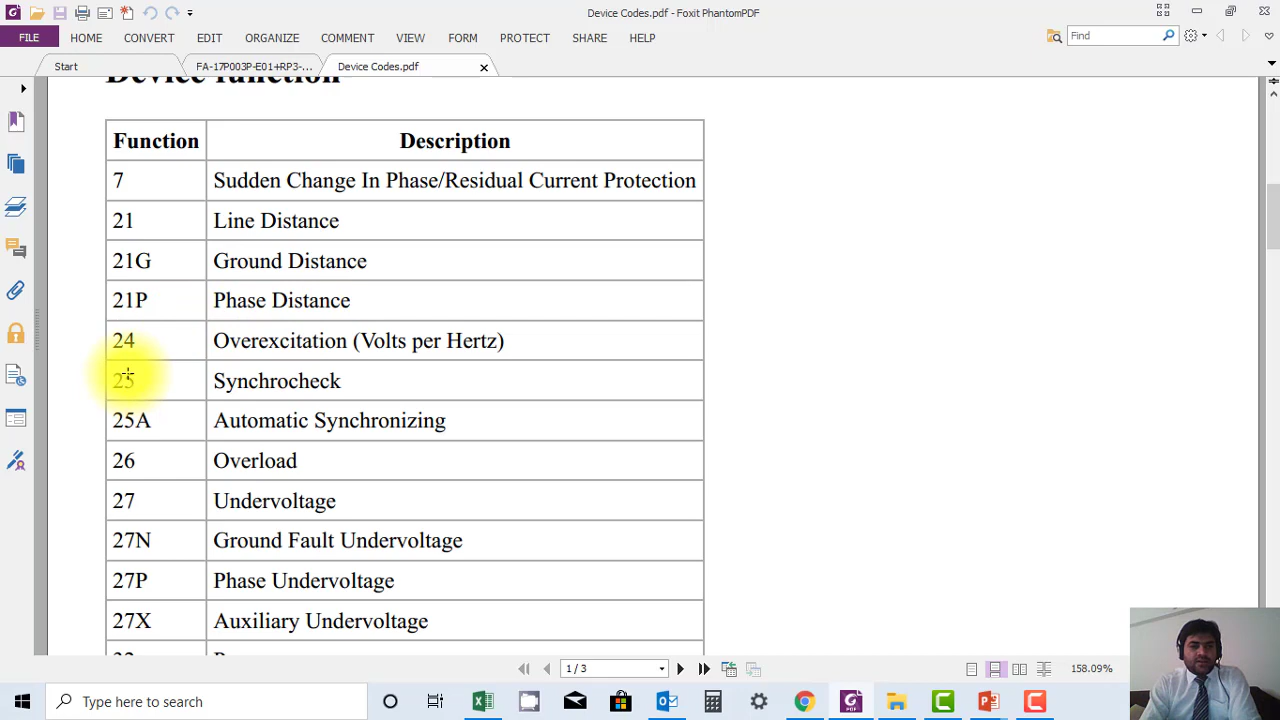 Device Codes.pdf - Foxit PhantomPDF
FILE HOME CONVERT EDIT ORGANIZE COMMENT VIEW FORM PROTECT SHARE HELP
Find
Start FA-17P003P-E01+RP3-... Device Codes.pdf
Device function
Function Description
7 Sudden Change In Phase/Residual Current Protection
21 Line Distance
21G Ground Distance
21P Phase Distance
24 Overexcitation (Volts per Hertz)
25 Synchrocheck
25A Automatic Synchronizing
26 Overload
27 Undervoltage
27N Ground Fault Undervoltage
27P Phase Undervoltage
27X Auxiliary Undervoltage
1 / 3
158.09%
Type here to search